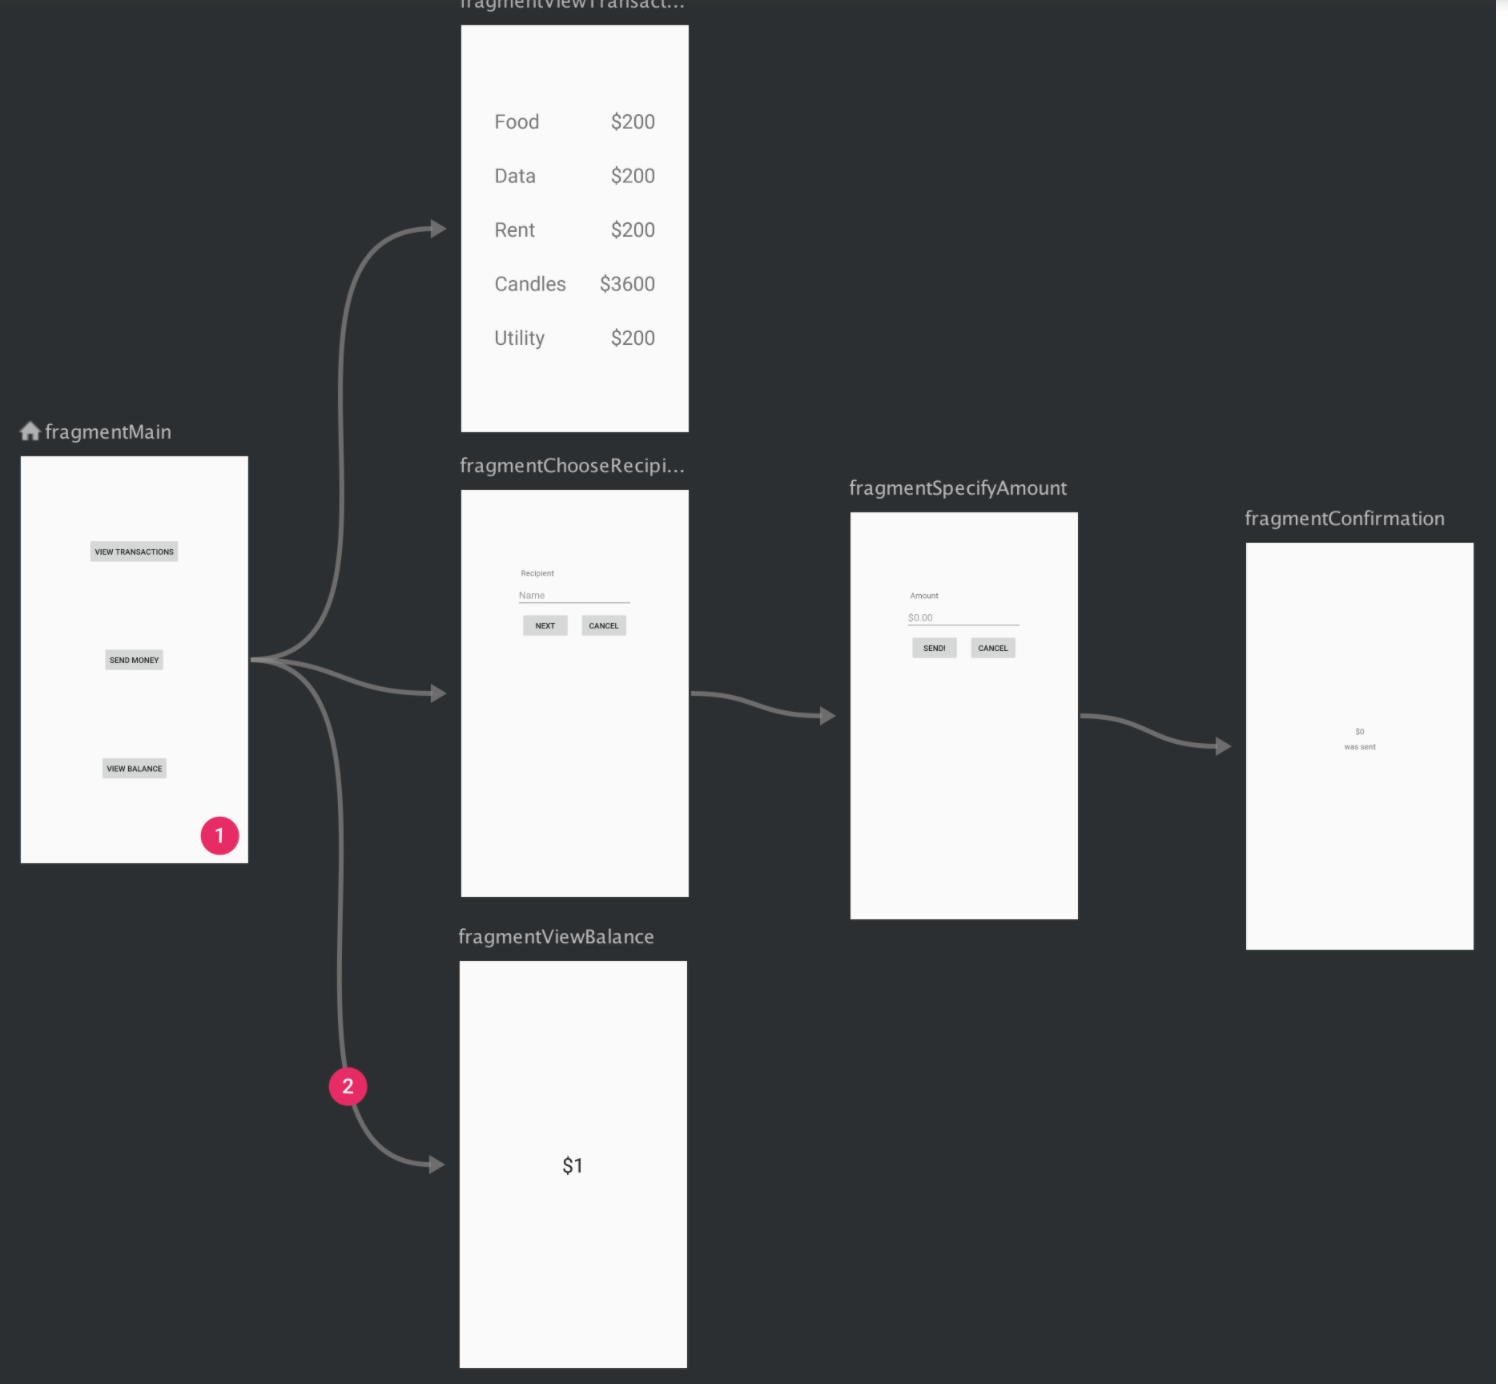 fragmentViewTransact...
Food $200
Data $200
Rent $200
Candles $3600
Utility $200
fragmentMain
VIEW TRANSACTIONS
SEND MONEY
VIEW BALANCE
1
fragmentChooseRecipi...
Recipient
Name
NEXT CANCEL
fragmentSpecifyAmount
Amount
$0.00
SEND! CANCEL
fragmentConfirmation
$0
was sent
2
fragmentViewBalance
$1